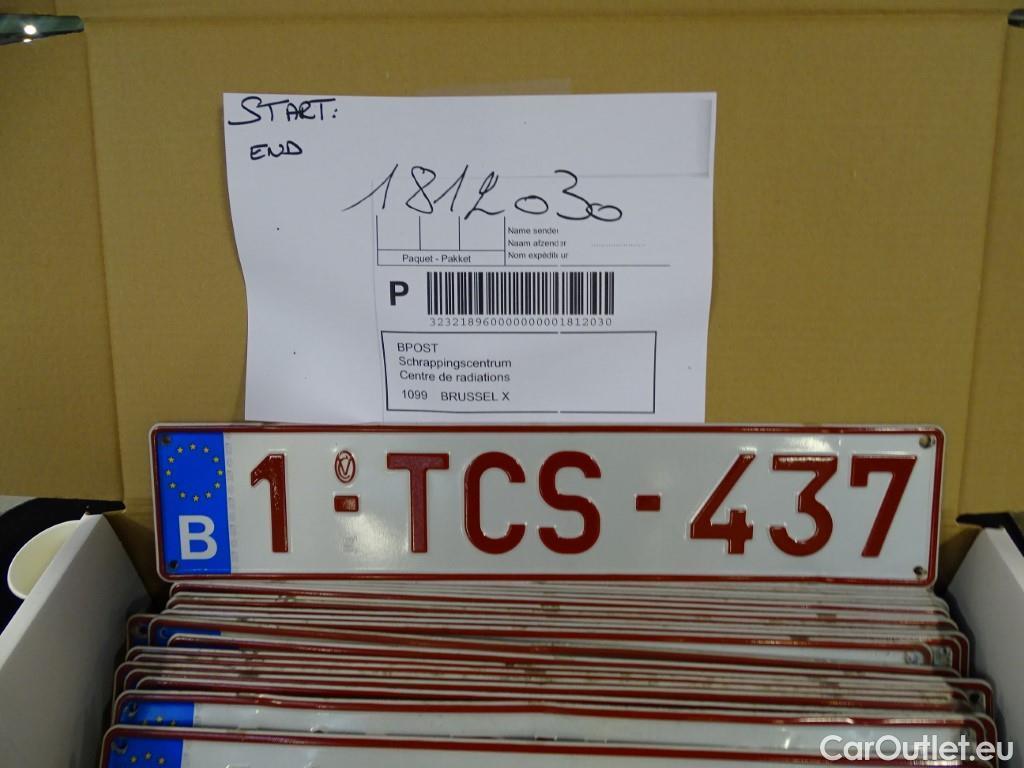 START:
END
1812030
Name sender
Naam afzender
Nom expéditeur
Paquet - Pakket
P
3232189600000000001812030
BPOST
Schrappingscentrum
Centre de radiations
1099 BRUSSEL X
B 1-TCS-437
CarOutlet.eu